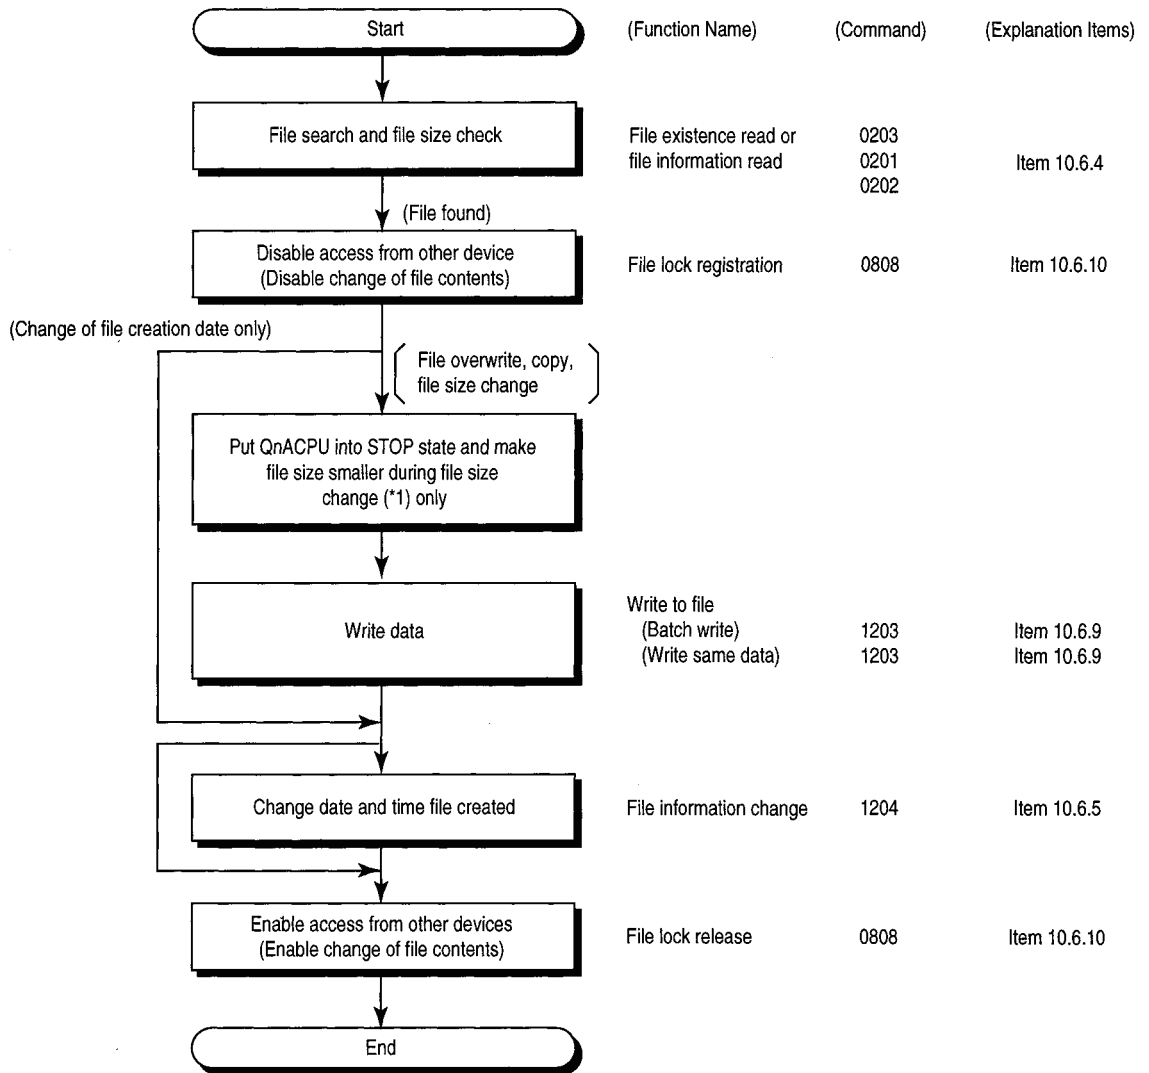 Start
(Function Name)
(Command)
(Explanation Items)
File search and file size check
File existence read or
file information read
0203
0201
0202
Item 10.6.4
(File found)
Disable access from other device
(Disable change of file contents)
File lock registration
0808
Item 10.6.10
(Change of file creation date only)
File overwrite, copy,
file size change
Put QnACPU into STOP state and make
file size smaller during file size
change (*1) only
Write data
Write to file
(Batch write)
1203
Item 10.6.9
(Write same data)
1203
Item 10.6.9
Change date and time file created
File information change
1204
Item 10.6.5
Enable access from other devices
(Enable change of file contents)
File lock release
0808
Item 10.6.10
End